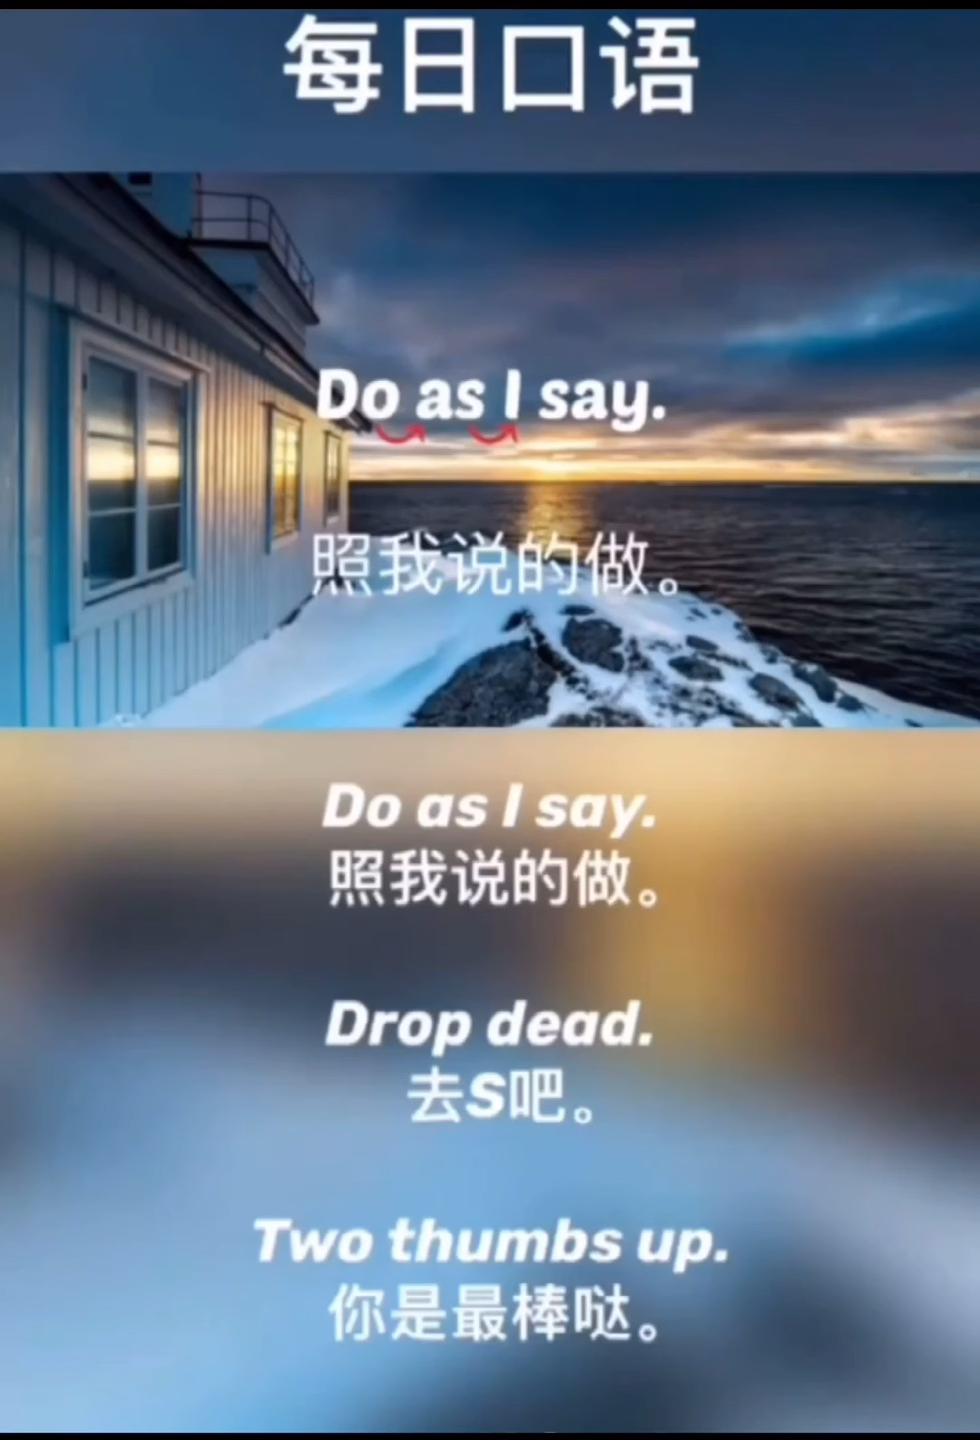 每日口语
Do as I say.
照我说的做。
Do as I say.
照我说的做。
Drop dead.
去S吧。
Two thumbs up.
你是最棒哒。